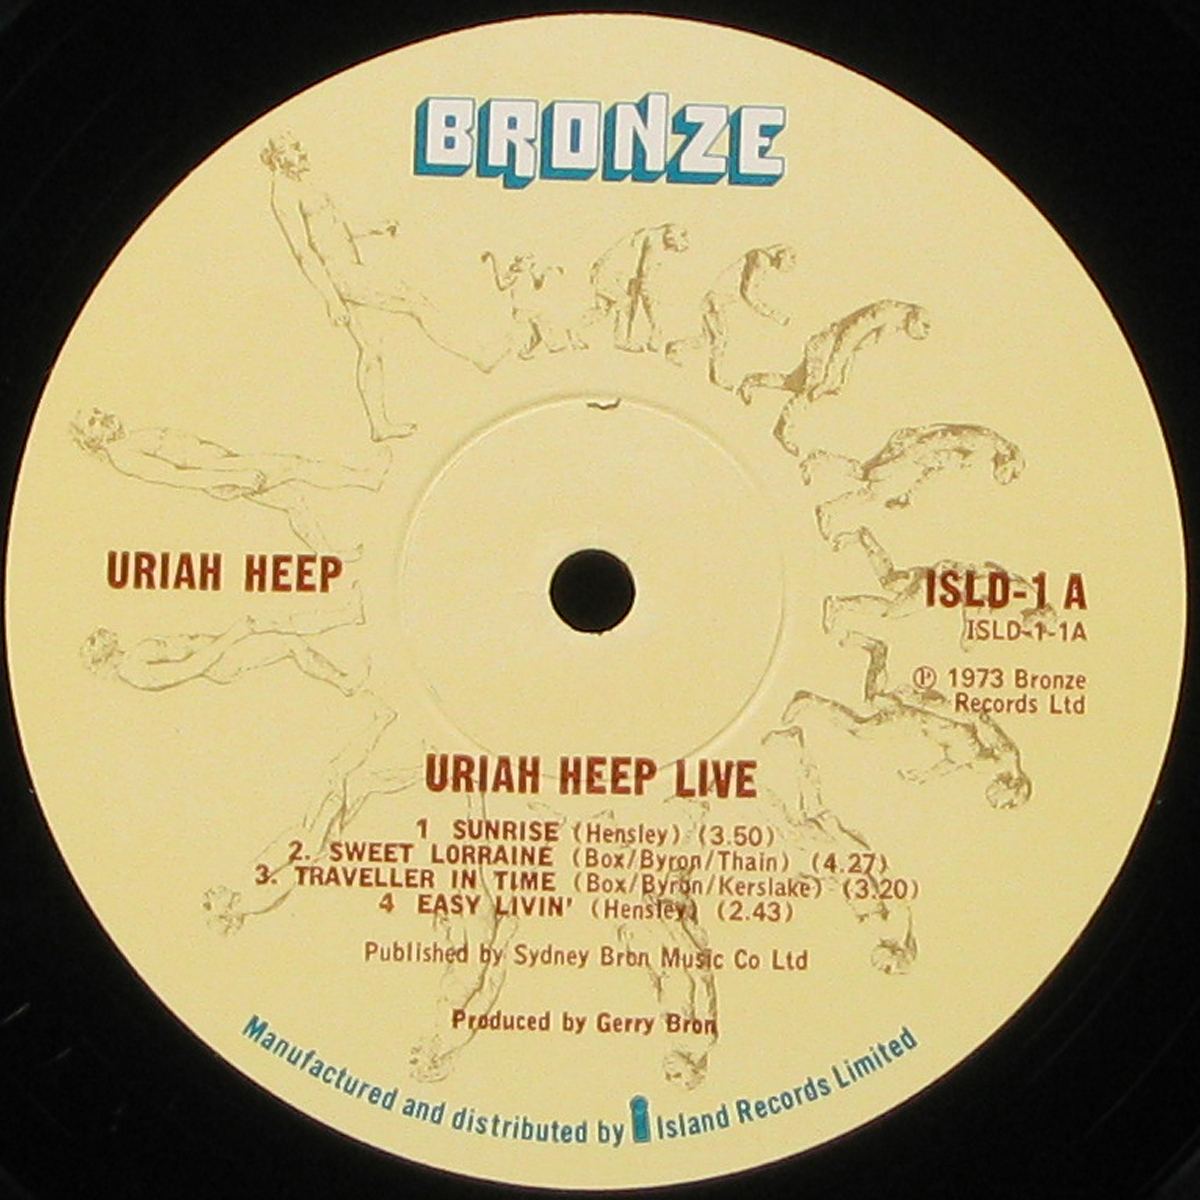 BRONZE
URIAH HEEP
ISLD-1 A
ISLD-1-1A
Ⓟ 1973 Bronze
Records Ltd
URIAH HEEP LIVE
1 SUNRISE (Hensley) (3.50)
2. SWEET LORRAINE (Box/Byron/Thain) (4.27)
3. TRAVELLER IN TIME (Box/Byron/Kerslake) (3.20)
4 EASY LIVIN' (Hensley) (2.43)
Published by Sydney Bron Music Co Ltd
Produced by Gerry Bron
Manufactured and distributed by i Island Records Limited